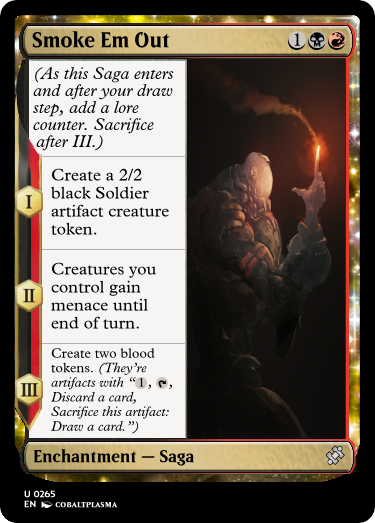 Smoke Em Out 1
(As this Saga enters
and after your draw
step, add a lore
counter. Sacrifice
after III.)
I
Create a 2/2
black Soldier
artifact creature
token.
II
Creatures you
control gain
menace until
end of turn.
III
Create two blood
tokens. (They're
artifacts with “1, ,
Discard a card,
Sacrifice this artifact:
Draw a card.”)
Enchantment — Saga
U 0265
EN COBALTPLASMA